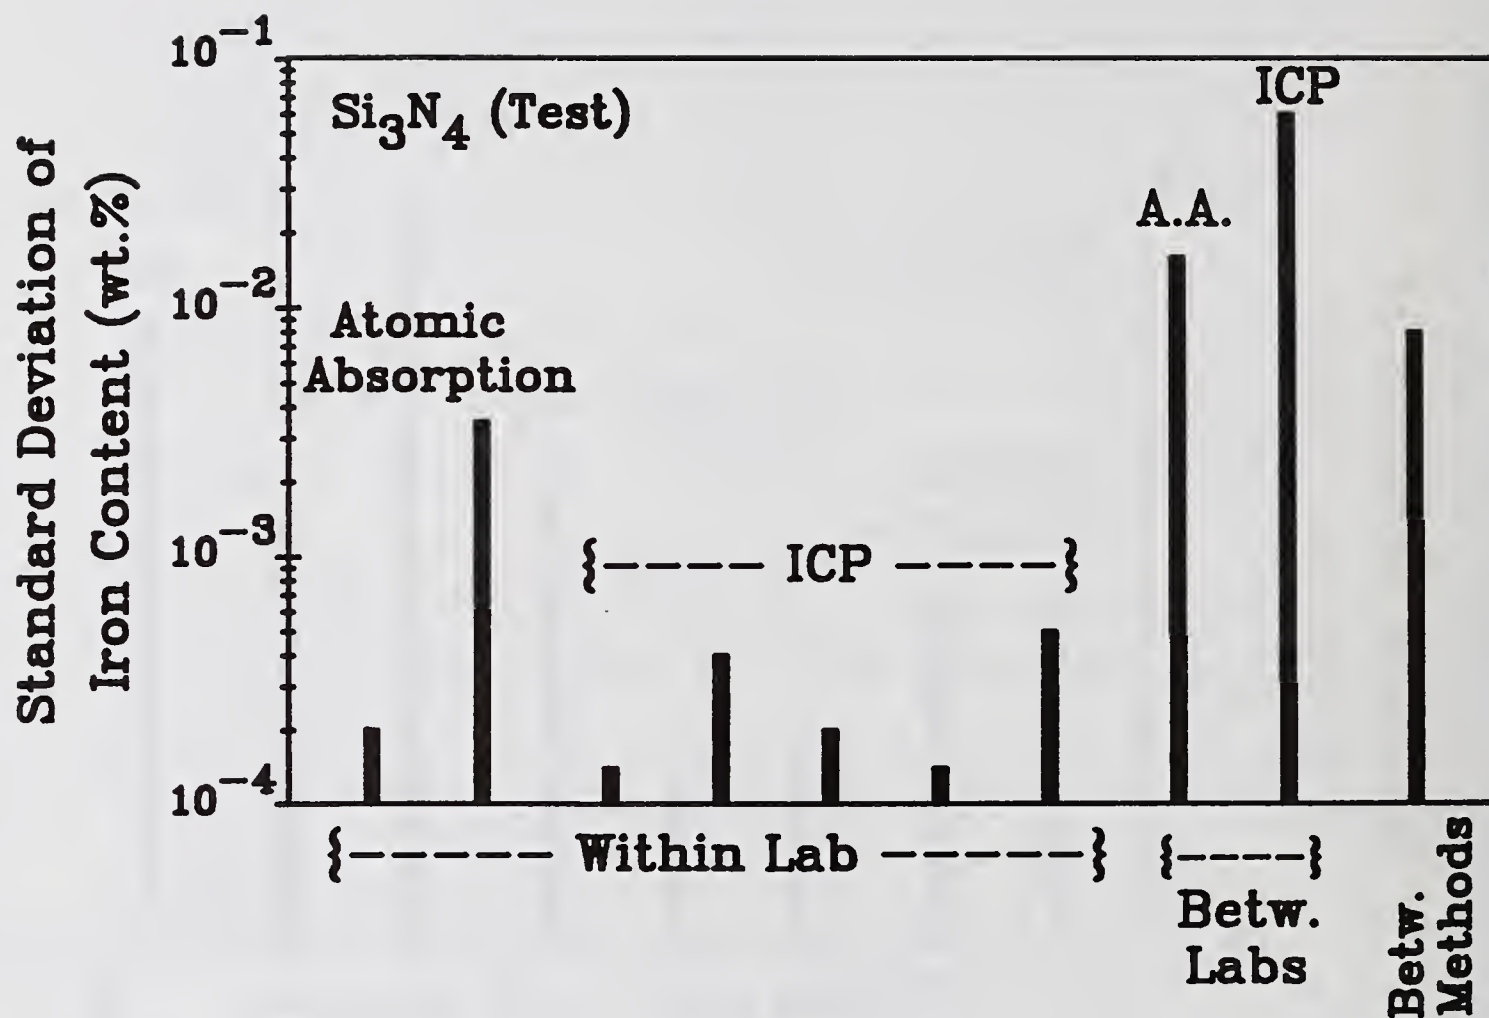 Standard Deviation of
Iron Content (wt.%)
10⁻¹
10⁻²
10⁻³
10⁻⁴
Si₃N₄ (Test)
Atomic
Absorption
{---- ICP ----}
A.A.
ICP
{----- Within Lab -----}
{----}
Betw.
Labs
Betw.
Methods